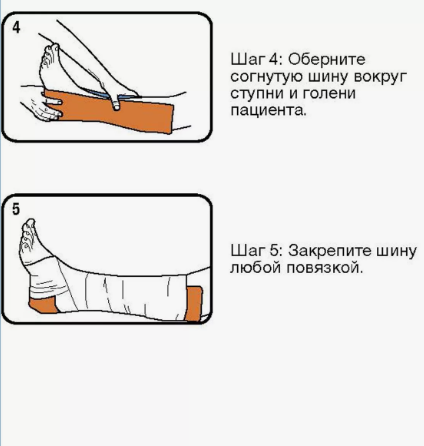 4
Шаг 4: Оберните
согнутую шину вокруг
ступни и голени
пациента.
5
Шаг 5: Закрепите шину
любой повязкой.